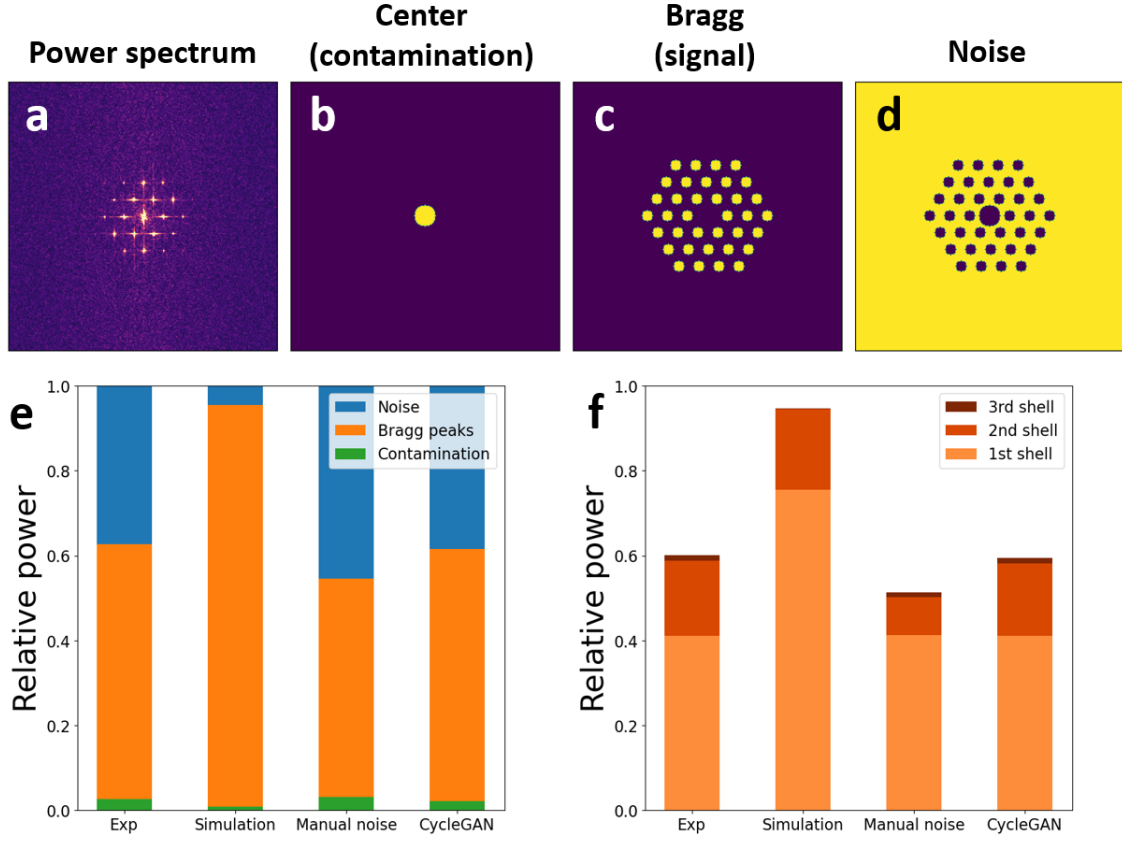 Power spectrum
Center
(contamination)
Bragg
(signal)
Noise
a
b
c
d
e
1.0
0.8
0.6
0.4
0.2
0.0
Relative power
Noise
Bragg peaks
Contamination
Exp
Simulation
Manual noise
CycleGAN
f
1.0
0.8
0.6
0.4
0.2
0.0
Relative power
3rd shell
2nd shell
1st shell
Exp
Simulation
Manual noise
CycleGAN